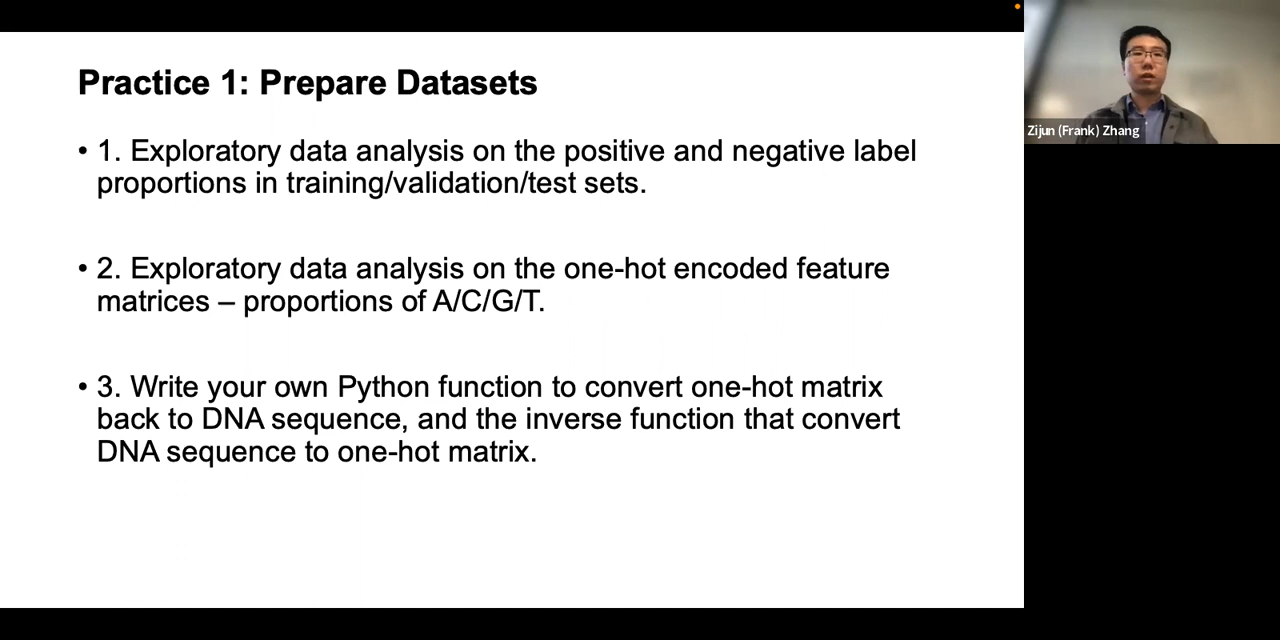 Practice 1: Prepare Datasets
• 1. Exploratory data analysis on the positive and negative label
proportions in training/validation/test sets.
• 2. Exploratory data analysis on the one-hot encoded feature
matrices – proportions of A/C/G/T.
• 3. Write your own Python function to convert one-hot matrix
back to DNA sequence, and the inverse function that convert
DNA sequence to one-hot matrix.
Zijun (Frank) Zhang